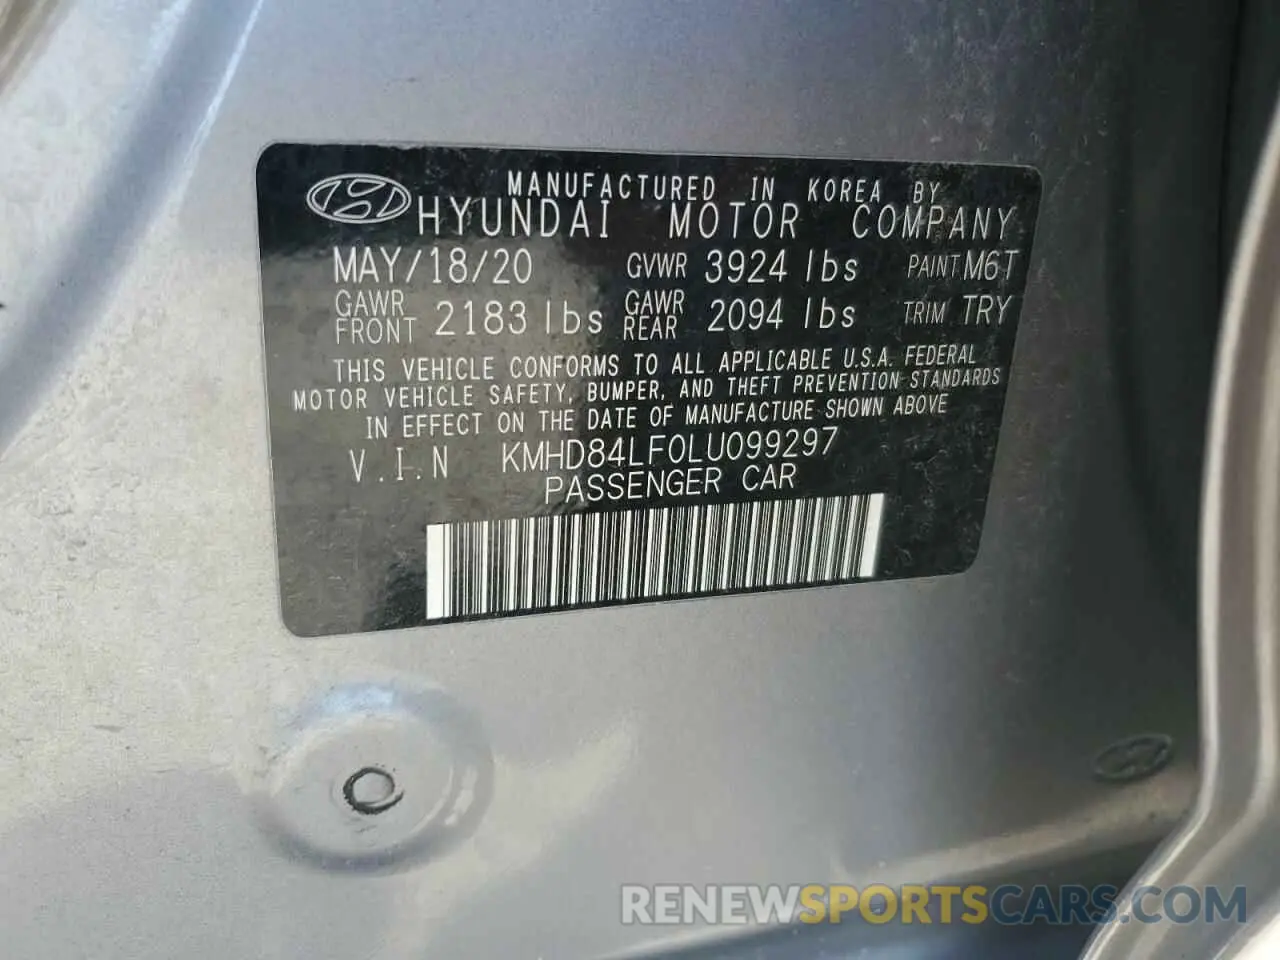 MANUFACTURED IN KOREA BY
HYUNDAI MOTOR COMPANY
MAY/18/20 GVWR 3924 lbs PAINT M6T
GAWR FRONT 2183 lbs GAWR REAR 2094 lbs TRIM TRY
THIS VEHICLE CONFORMS TO ALL APPLICABLE U.S.A. FEDERAL
MOTOR VEHICLE SAFETY, BUMPER, AND THEFT PREVENTION STANDARDS
IN EFFECT ON THE DATE OF MANUFACTURE SHOWN ABOVE
V.I.N KMHD84LF0LU099297
PASSENGER CAR
RENEWSPORTSCARS.COM